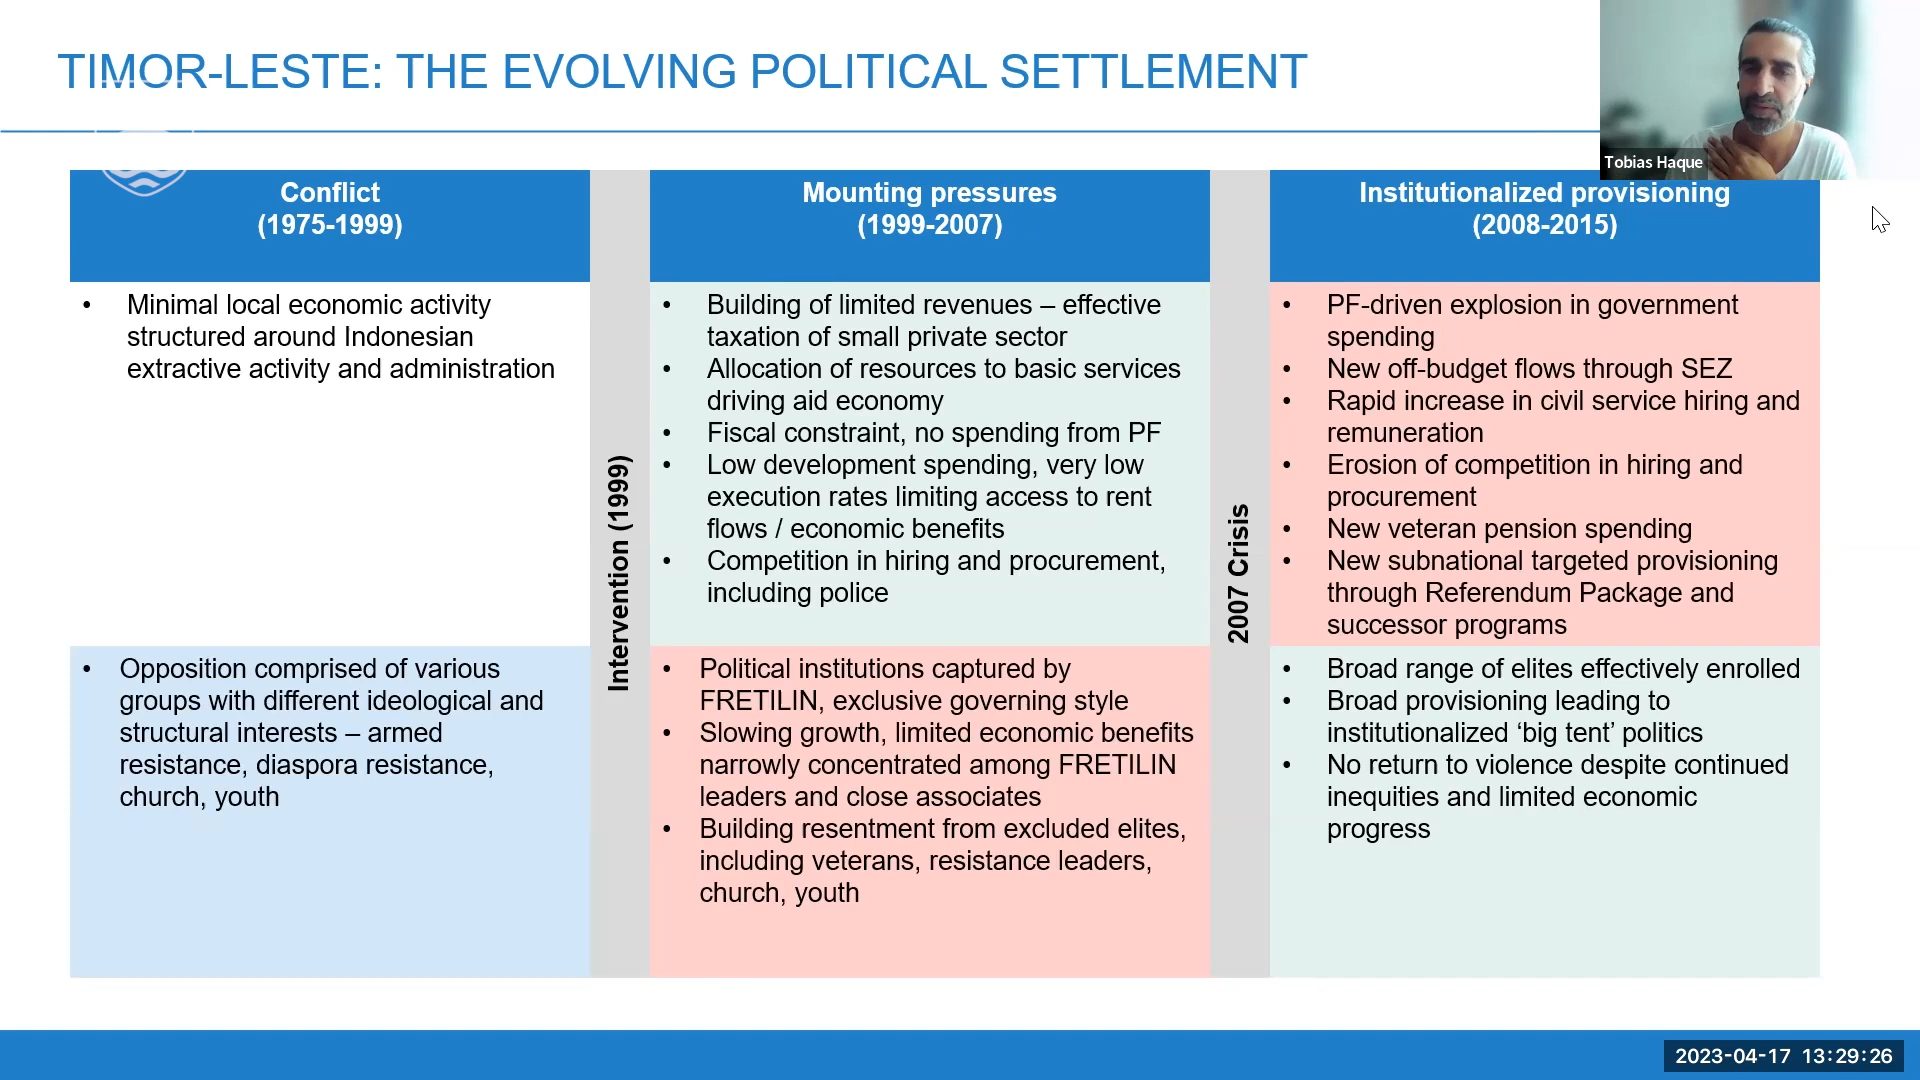 TIMOR-LESTE: THE EVOLVING POLITICAL SETTLEMENT
Tobias Haque
Conflict
(1975-1999)
• Minimal local economic activity
structured around Indonesian
extractive activity and administration
• Opposition comprised of various
groups with different ideological and
structural interests – armed
resistance, diaspora resistance,
church, youth
Intervention (1999)
Mounting pressures
(1999-2007)
• Building of limited revenues – effective
taxation of small private sector
• Allocation of resources to basic services
driving aid economy
• Fiscal constraint, no spending from PF
• Low development spending, very low
execution rates limiting access to rent
flows / economic benefits
• Competition in hiring and procurement,
including police
• Political institutions captured by
FRETILIN, exclusive governing style
• Slowing growth, limited economic benefits
narrowly concentrated among FRETILIN
leaders and close associates
• Building resentment from excluded elites,
including veterans, resistance leaders,
church, youth
2007 Crisis
Institutionalized provisioning
(2008-2015)
• PF-driven explosion in government
spending
• New off-budget flows through SEZ
• Rapid increase in civil service hiring and
remuneration
• Erosion of competition in hiring and
procurement
• New veteran pension spending
• New subnational targeted provisioning
through Referendum Package and
successor programs
• Broad range of elites effectively enrolled
• Broad provisioning leading to
institutionalized ‘big tent’ politics
• No return to violence despite continued
inequities and limited economic
progress
2023-04-17 13:29:26